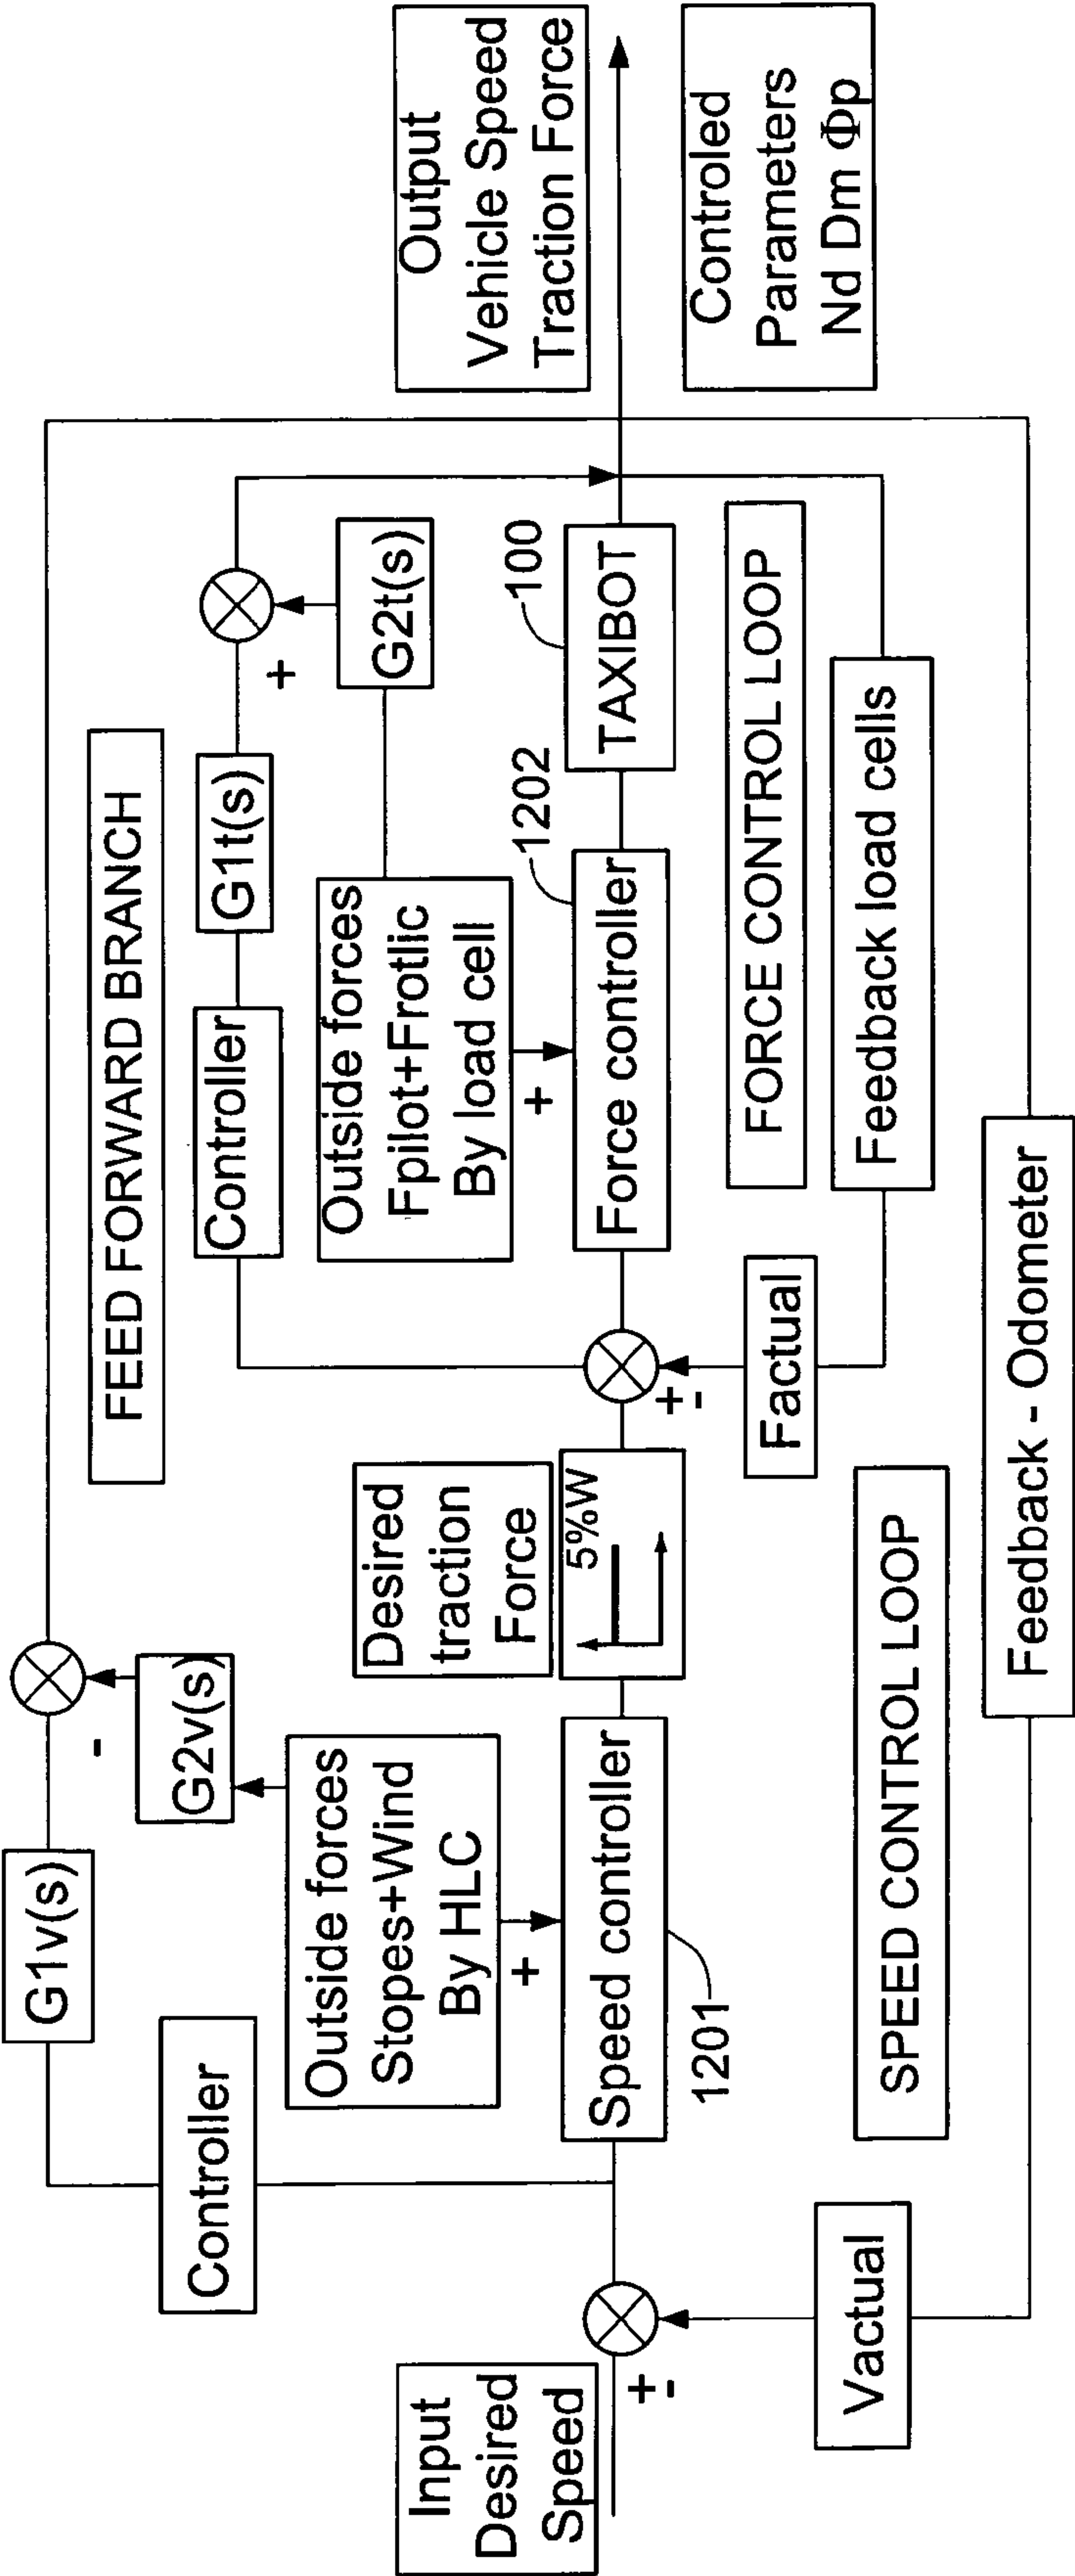 Input
Desired
Speed
+
-
Vactual
Controller
G1v(s)
-
G2v(s)
Outside forces
Stopes+Wind
By HLC
+
Speed controller
1201
SPEED CONTROL LOOP
Feedback - Odometer
Desired
traction
Force
5%W
+
-
Factual
FEED FORWARD BRANCH
Controller
G1t(s)
+
G2t(s)
Outside forces
Fpilot+Frotlic
By load cell
+
Force controller
1202
TAXIBOT
100
FORCE CONTROL LOOP
Feedback load cells
Output
Vehicle Speed
Traction Force
Controled
Parameters
Nd Dm Φp